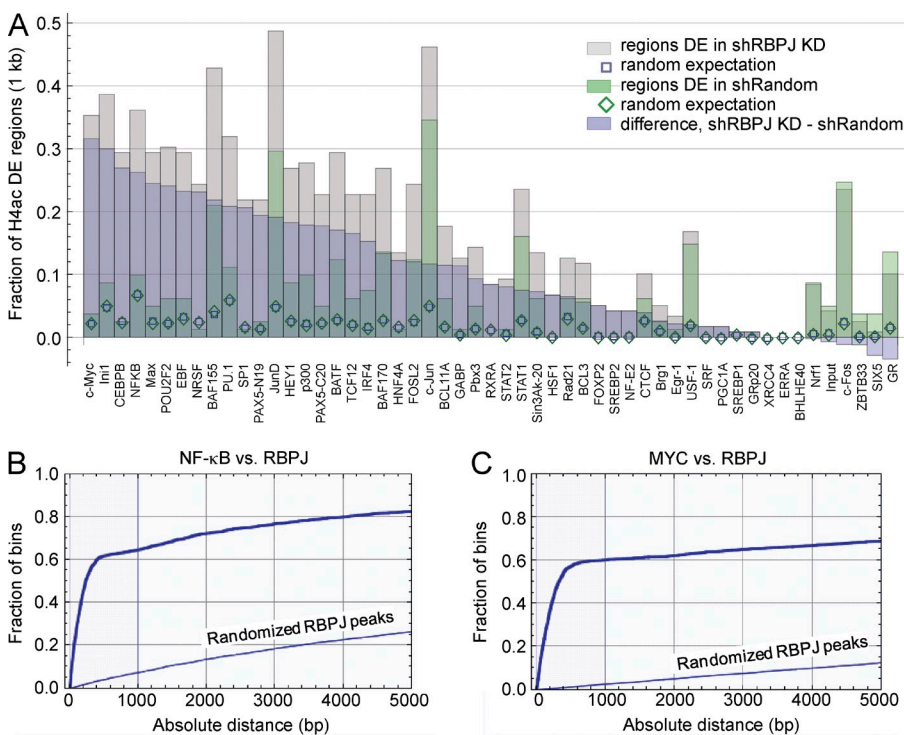 A
Fraction of H4ac DE regions (1 kb)
0.5
0.4
0.3
0.2
0.1
0.0
regions DE in shRBPJ KD
random expectation
regions DE in shRandom
random expectation
difference, shRBPJ KD - shRandom
c-Myc
Ini1
CEBPB
NFKB
Max
POU2F2
EBF
NRSF
BAF155
PU.1
SP1
PAX5-N19
JunD
HEY1
p300
PAX5-C20
BATF
TCF12
IRF4
BAF170
HNF4A
FOSL2
c-Jun
BCL11A
GABP
Pbx3
RXRA
STAT2
STAT1
Sin3Ak-20
HSF1
Rad21
BCL3
FOXP2
SREBP2
NF-E2
CTCF
Brg1
Egr-1
USF-1
SRF
PGC1A
SREBP1
GRp20
XRCC4
ERRA
BHLHE40
Nrf1
Input
c-Fos
ZBTB33
SIX5
GR
B
NF-κB vs. RBPJ
Fraction of bins
1.0
0.8
0.6
0.4
0.2
0.0
Randomized RBPJ peaks
0 1000 2000 3000 4000 5000
Absolute distance (bp)
C
MYC vs. RBPJ
Fraction of bins
1.0
0.8
0.6
0.4
0.2
0.0
Randomized RBPJ peaks
0 1000 2000 3000 4000 5000
Absolute distance (bp)